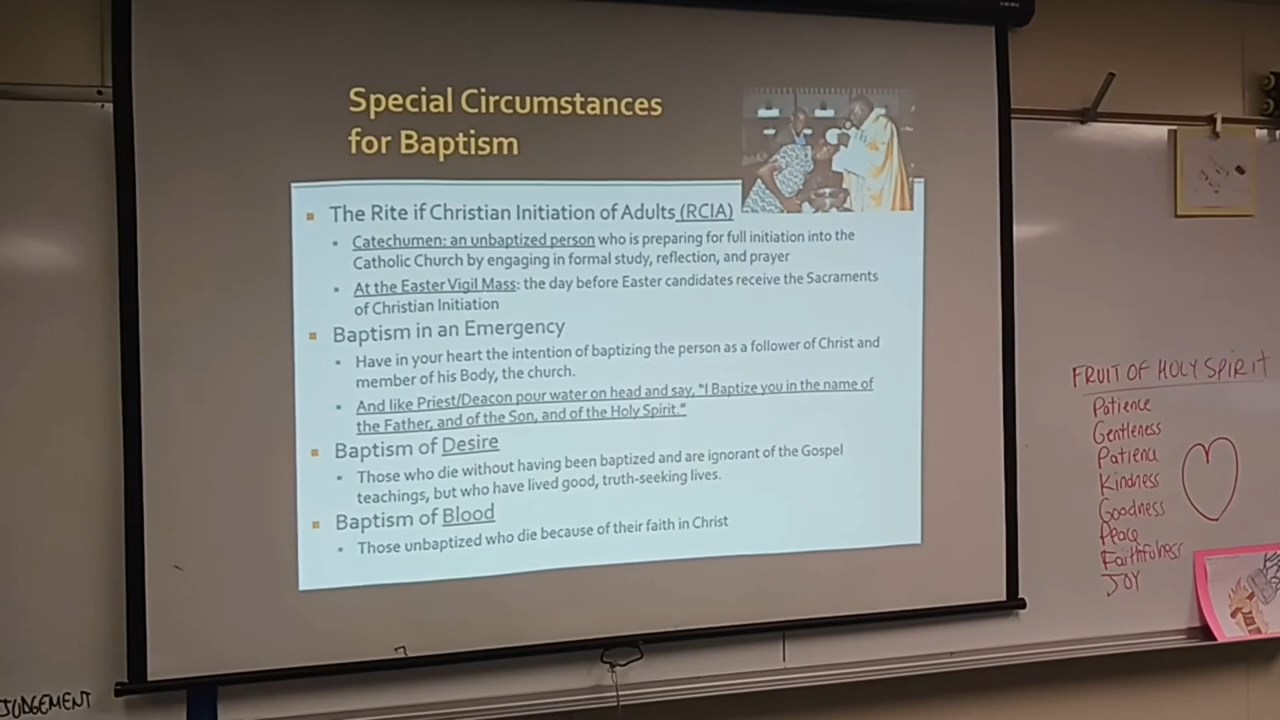 Special Circumstances
for Baptism
The Rite if Christian Initiation of Adults (RCIA)
Catechumen: an unbaptized person who is preparing for full initiation into the
Catholic Church by engaging in formal study, reflection, and prayer
At the Easter Vigil Mass: the day before Easter candidates receive the Sacraments
of Christian Initiation
Baptism in an Emergency
Have in your heart the intention of baptizing the person as a follower of Christ and
member of his Body, the church.
And like Priest/Deacon pour water on head and say, "I Baptize you in the name of
the Father, and of the Son, and of the Holy Spirit."
Baptism of Desire
Those who die without having been baptized and are ignorant of the Gospel
teachings, but who have lived good, truth-seeking lives.
Baptism of Blood
Those unbaptized who die because of their faith in Christ
FRUIT OF HOLY SPIRIT
Patience
Gentleness
Patience
Kindness
Goodness
Peace
Faithfulness
JOY
JUDGEMENT